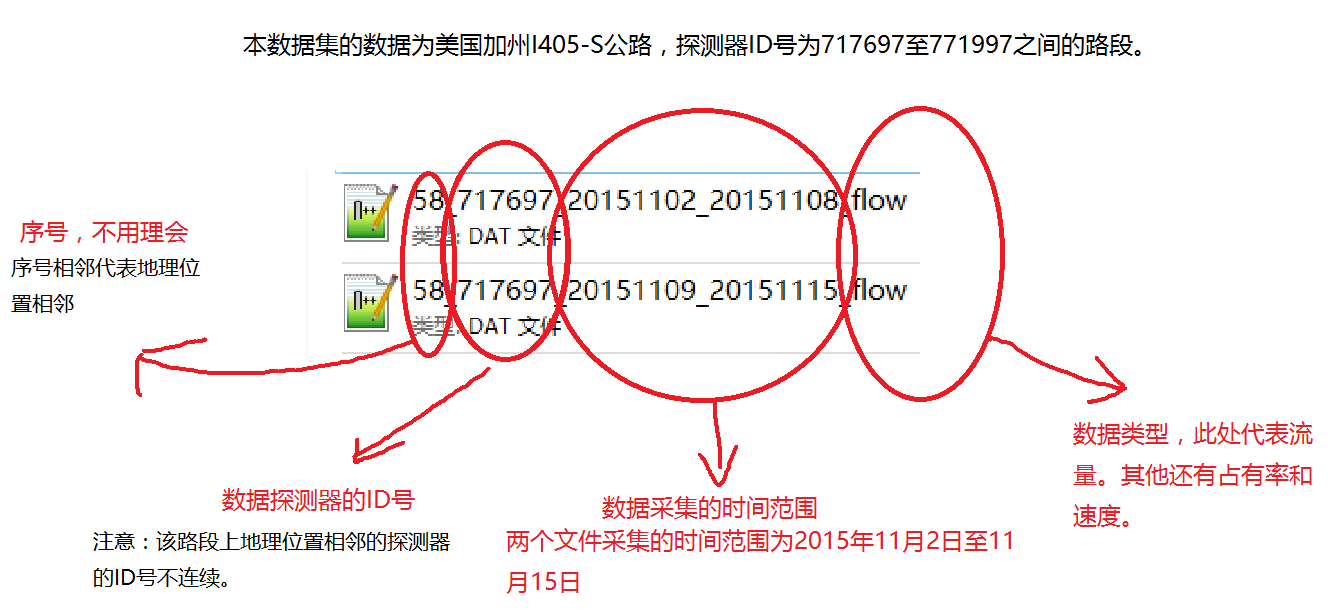 本数据集的数据为美国加州I405-S公路，探测器ID号为717697至771997之间的路段。
58_717697_20151102_20151108_flow
类型: DAT 文件
58_717697_20151109_20151115_flow
类型: DAT 文件
序号，不用理会
序号相邻代表地理位
置相邻
数据探测器的ID号
注意：该路段上地理位置相邻的探测器
的ID号不连续。
数据采集的时间范围
两个文件采集的时间范围为2015年11月2日至11
月15日
数据类型，此处代表流
量。其他还有占有率和
速度。